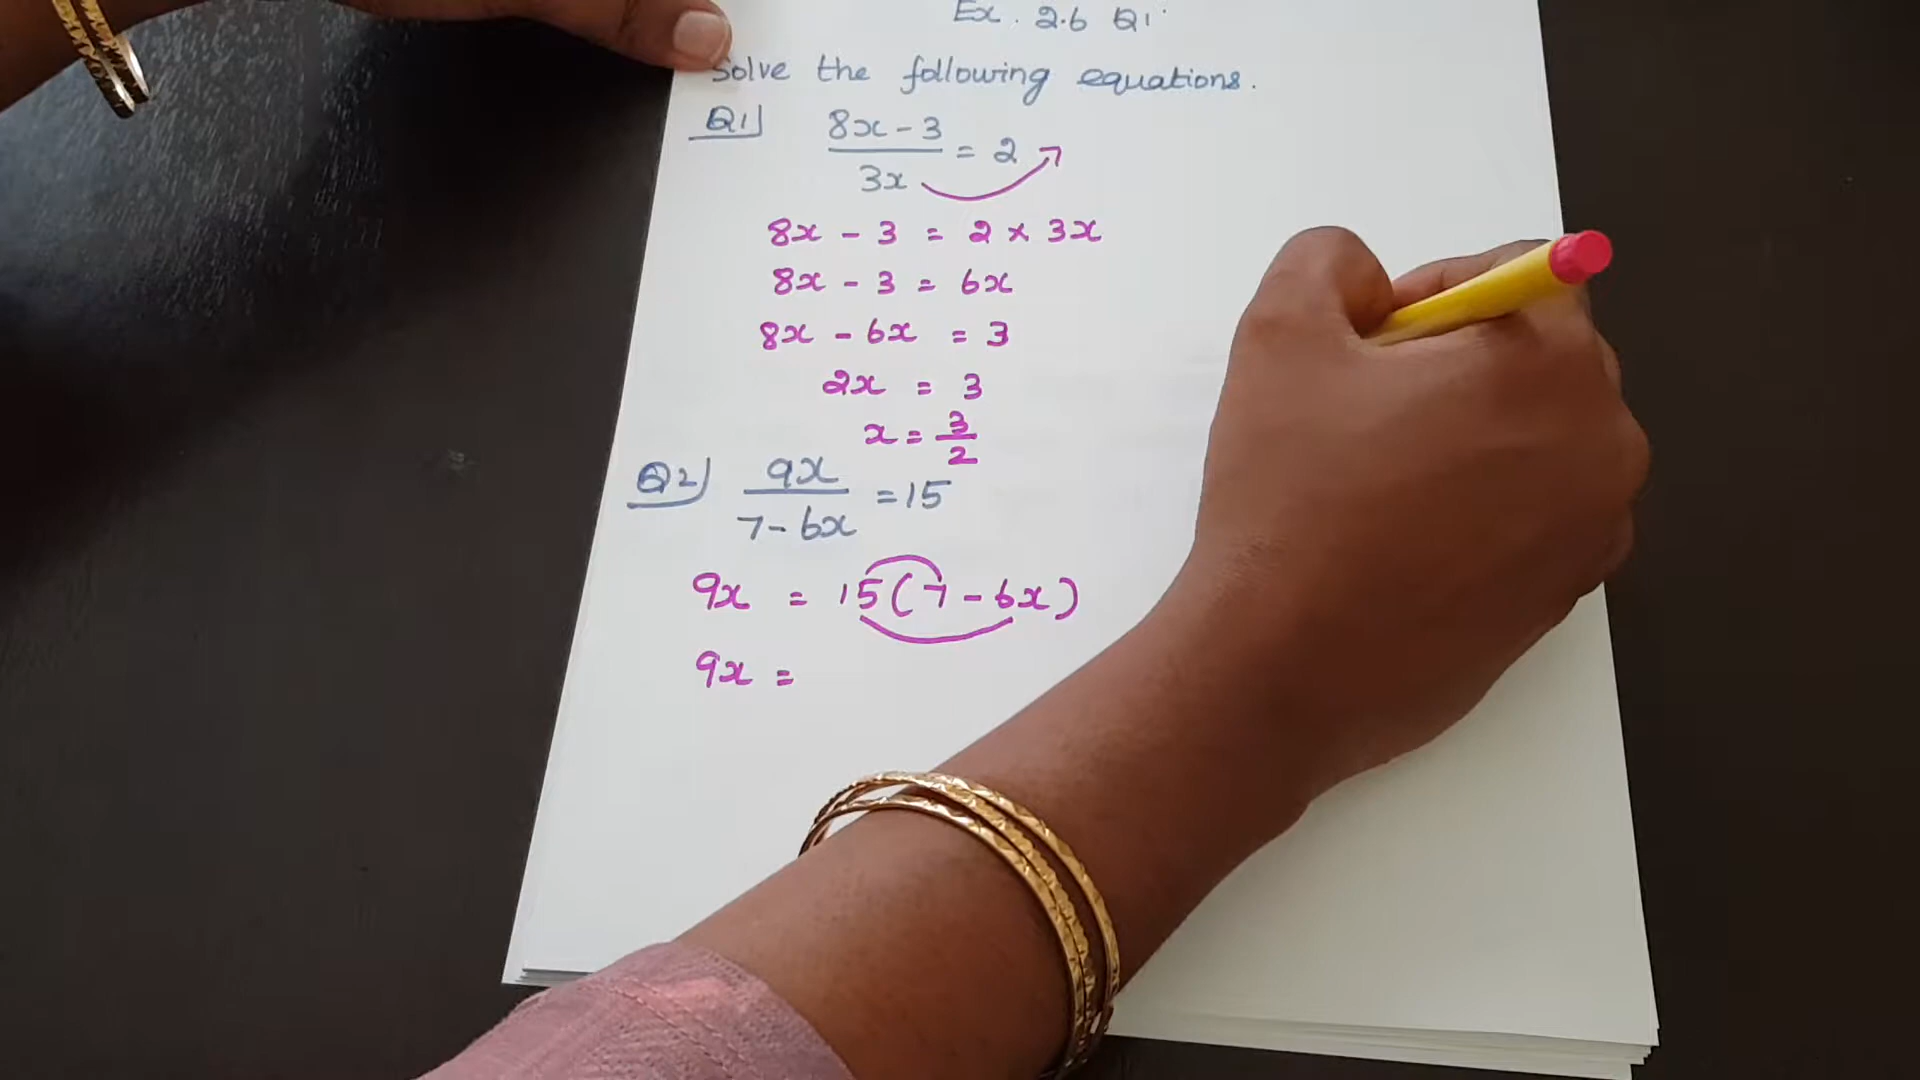 Ex. 2.6 Q1.
Solve the following equations.
Q1) (8x - 3)/3x = 2
8x - 3 = 2 × 3x
8x - 3 = 6x
8x - 6x = 3
2x = 3
x = 3/2
Q2) 9x/(7 - 6x) = 15
9x = 15(7 - 6x)
9x =